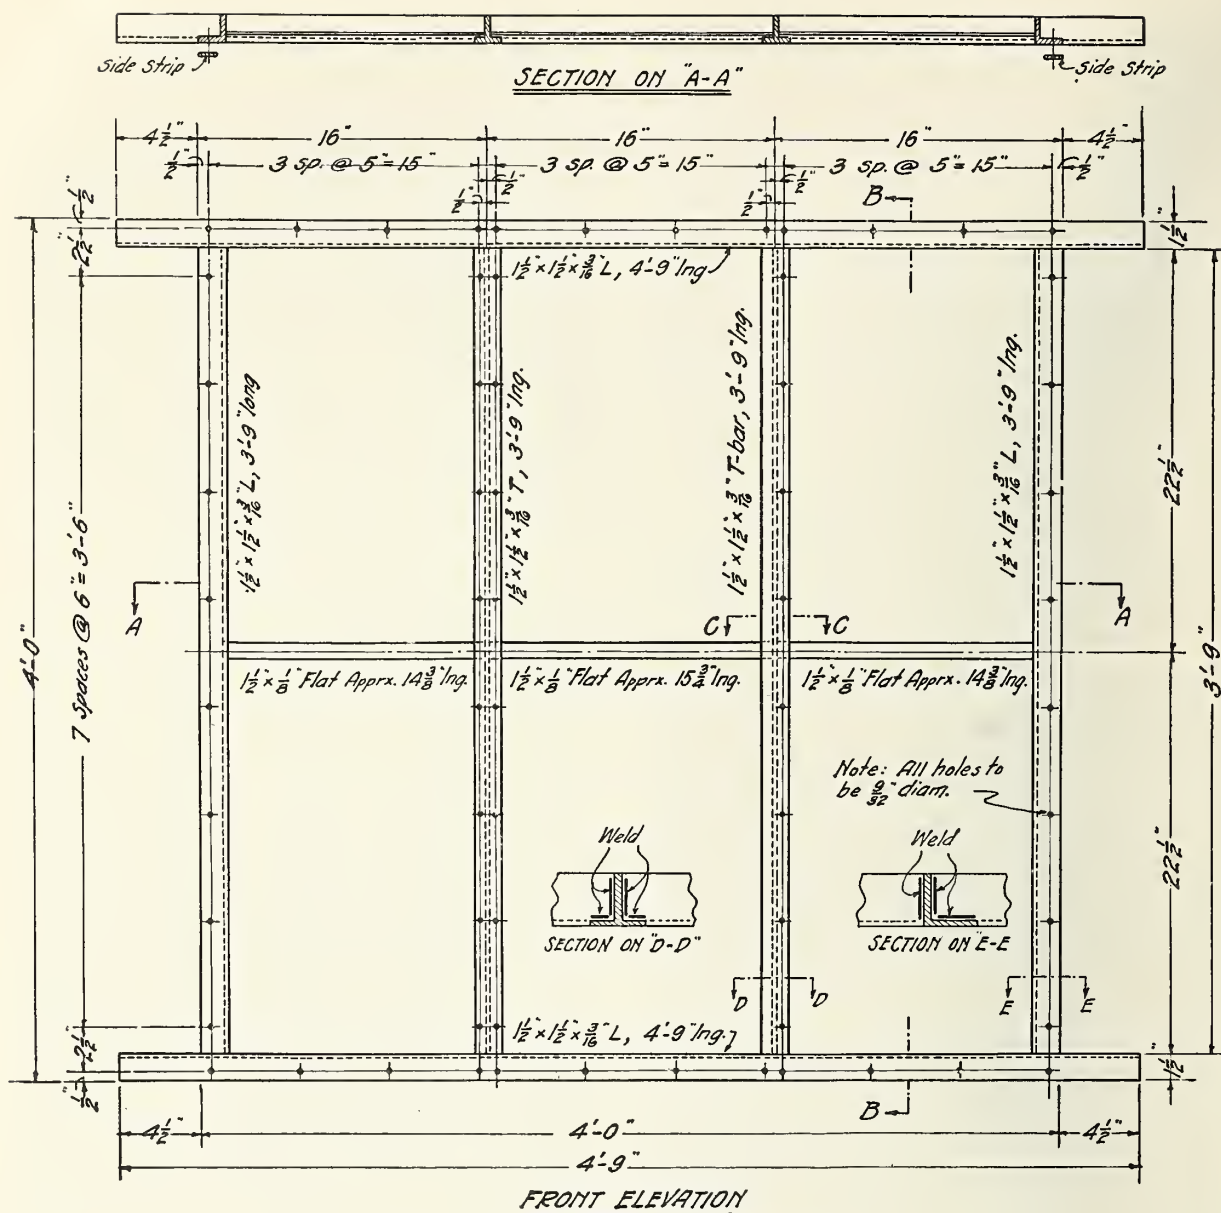 Side Strip
Side Strip
SECTION ON "A-A"
4½" 16" 16" 16" 4½"
½" 3 sp. @ 5"=15" 3 sp. @ 5"=15" 3 sp. @ 5"=15" ½"
½" ½"
½" ½"
B
½"
2½"
1½"
1½"×1½"×3/16" L, 4'-9" lng
1½"×1½"×3/16" L, 3'-9" long
1½"×1½"×3/16" T, 3'-9" lng.
1½"×1½"×3/16" T-bar, 3'-9" lng.
1½"×1½"×3/16" L, 3'-9" lng.
22½"
4'-0"
7 Spaces @ 6" = 3'-6"
3'-9"
A
A
C C
1½"×⅛" Flat Apprx. 14⅜" lng.
1½"×⅛" Flat Apprx. 15¾" lng.
1½"×⅛" Flat Apprx. 14⅜" lng.
Note: All holes to
be 9/32" diam.
22½"
Weld
Weld
SECTION ON "D-D"
SECTION ON "E-E
D D
E E
1½"×1½"×3/16" L, 4'-9" lng.
2½"
½"
1½"
B
4½" 4'-0" 4½"
4'-9"
FRONT ELEVATION